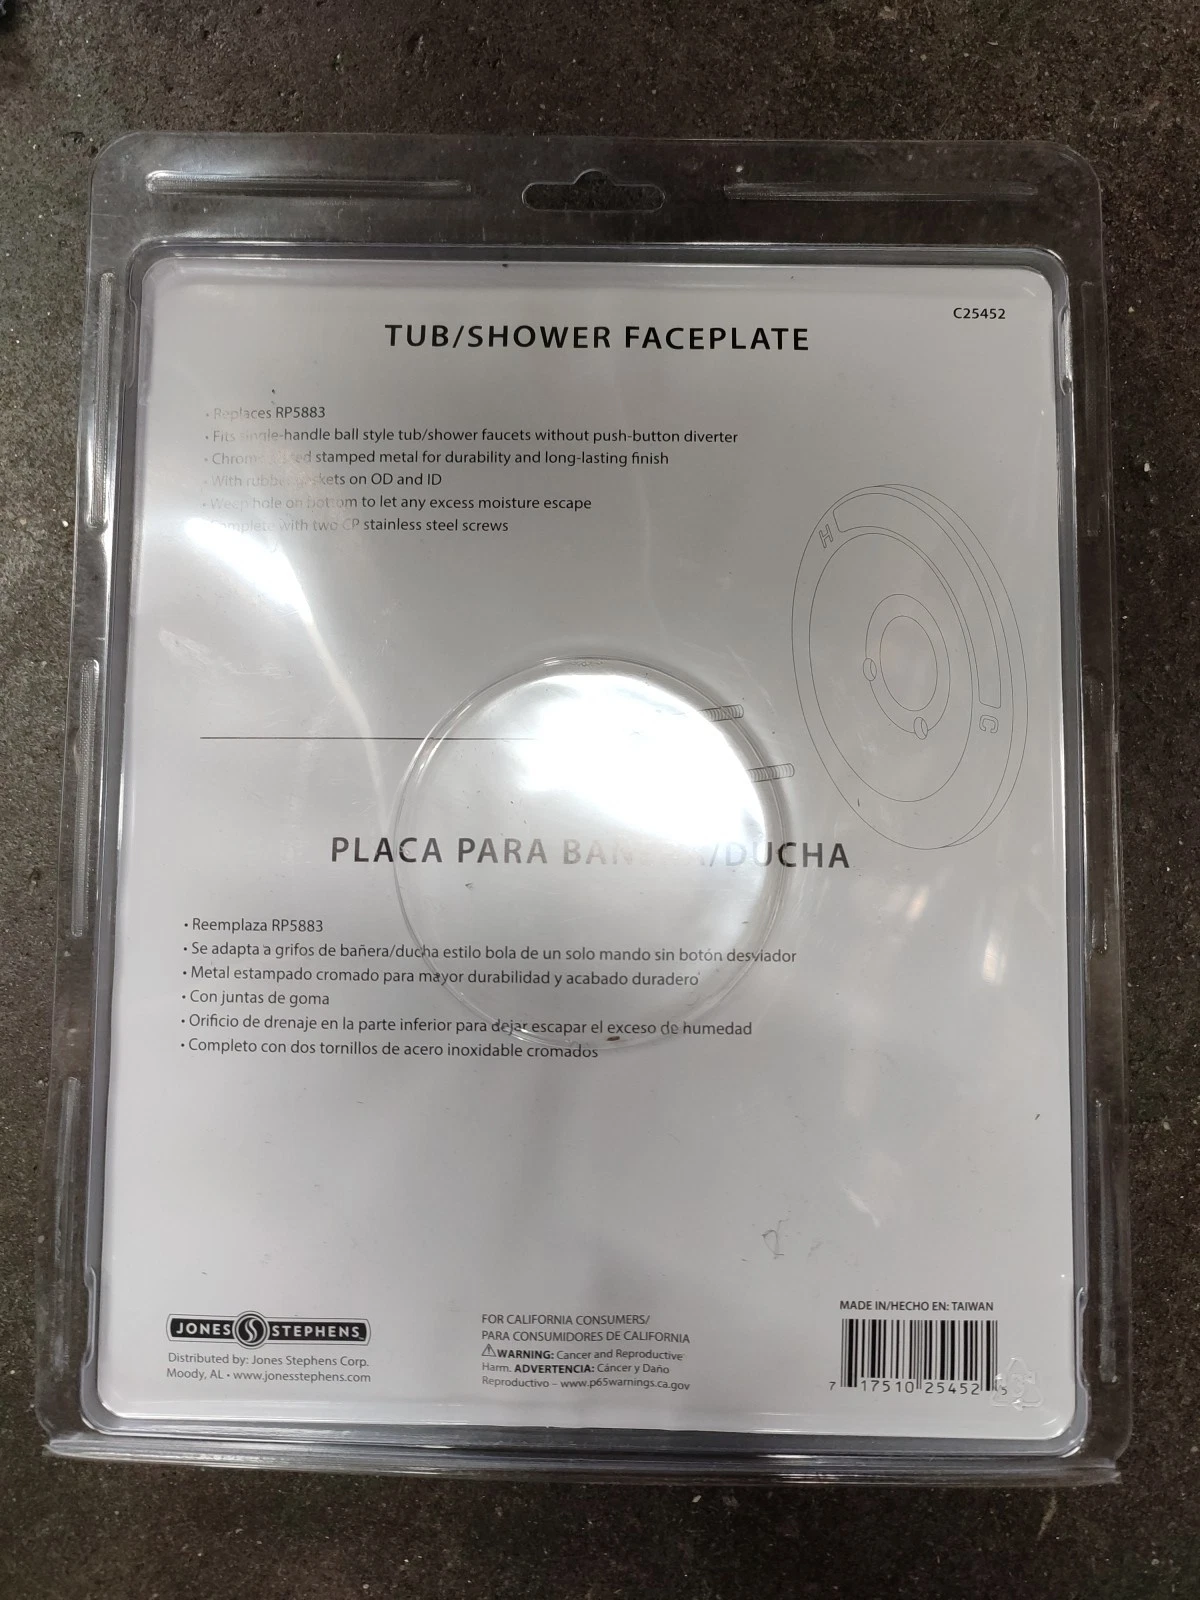 C25452
TUB/SHOWER FACEPLATE
• Replaces RP5883
• Fits single-handle ball style tub/shower faucets without push-button diverter
• stamped metal for durability and long-lasting finish
• With rubber gaskets on OD and ID
• Weep hole on bottom to let any excess moisture escape
• Complete with two CP stainless steel screws
H
C
PLACA PARA BAÑERA/DUCHA
• Reemplaza RP5883
• Se adapta a grifos de bañera/ducha estilo bola de un solo mando sin botón desviador
• Metal estampado cromado para mayor durabilidad y acabado duradero
• Con juntas de goma
• Orificio de drenaje en la parte inferior para dejar escapar el exceso de humedad
• Completo con dos tornillos de acero inoxidable cromados
JONES STEPHENS
Distributed by: Jones Stephens Corp.
Moody, AL • www.jonesstephens.com
FOR CALIFORNIA CONSUMERS/
PARA CONSUMIDORES DE CALIFORNIA
⚠WARNING: Cancer and Reproductive
Harm. ADVERTENCIA: Cáncer y Daño
Reproductivo – www.p65warnings.ca.gov
MADE IN/HECHO EN: TAIWAN
7 17510 25452